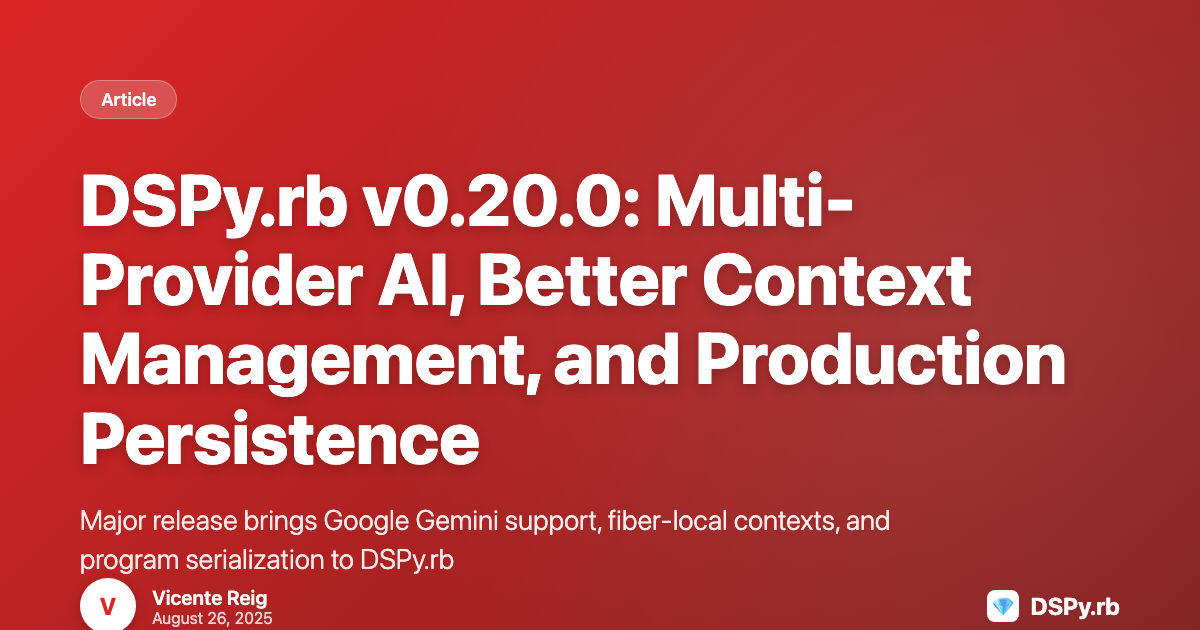 Article
DSPy.rb v0.20.0: Multi-
Provider AI, Better Context
Management, and Production
Persistence
Major release brings Google Gemini support, fiber-local contexts, and
program serialization to DSPy.rb
V
Vicente Reig
August 26, 2025
DSPy.rb